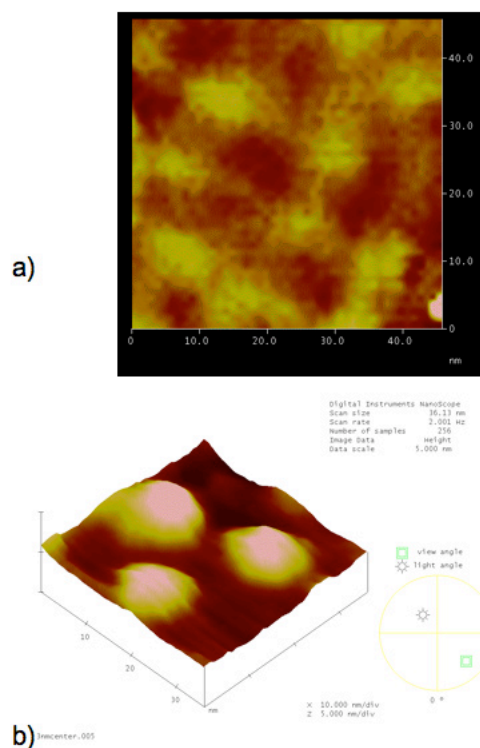 a)
40.0
30.0
20.0
10.0
0
0 10.0 20.0 30.0 40.0
nm
Digital Instruments NanoScope
Scan size 36.13 nm
Scan rate 2.001 Hz
Number of samples 256
Image Data Height
Data scale 5.000 nm
view angle
light angle
10
20
30
nm
X 10.000 nm/div
Z 5.000 nm/div
0 °
b)
3nmcenter.005